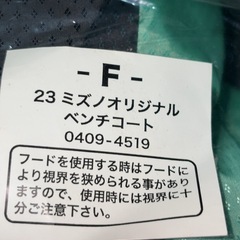 - F -
23 ミズノオリジナル
ベンチコート
0409-4519
フードを使用する時はフードに
より視界を狭められる事があり
ますので、使用時には視界に十
分ご注意下さい。